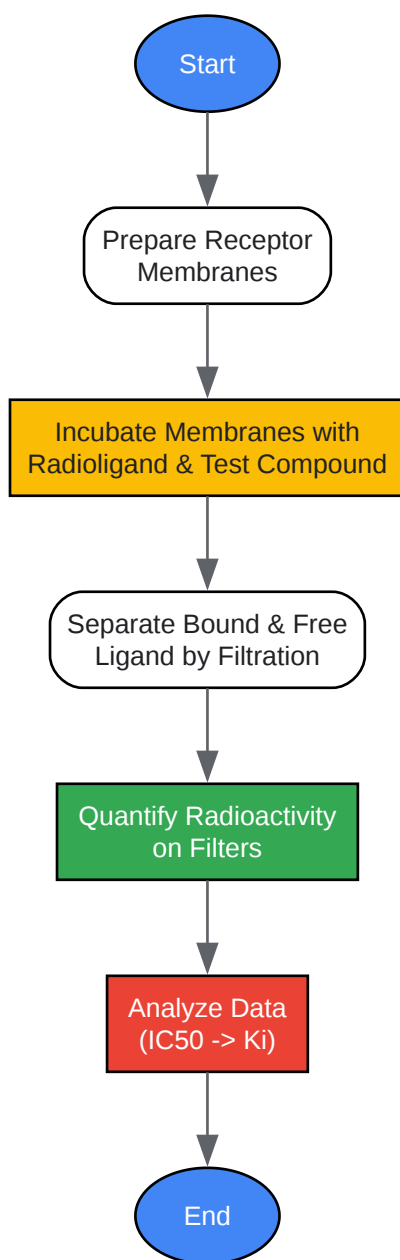 Start
Prepare Receptor
Membranes
Incubate Membranes with
Radioligand & Test Compound
Separate Bound & Free
Ligand by Filtration
Quantify Radioactivity
on Filters
Analyze Data
(IC50 -> Ki)
End